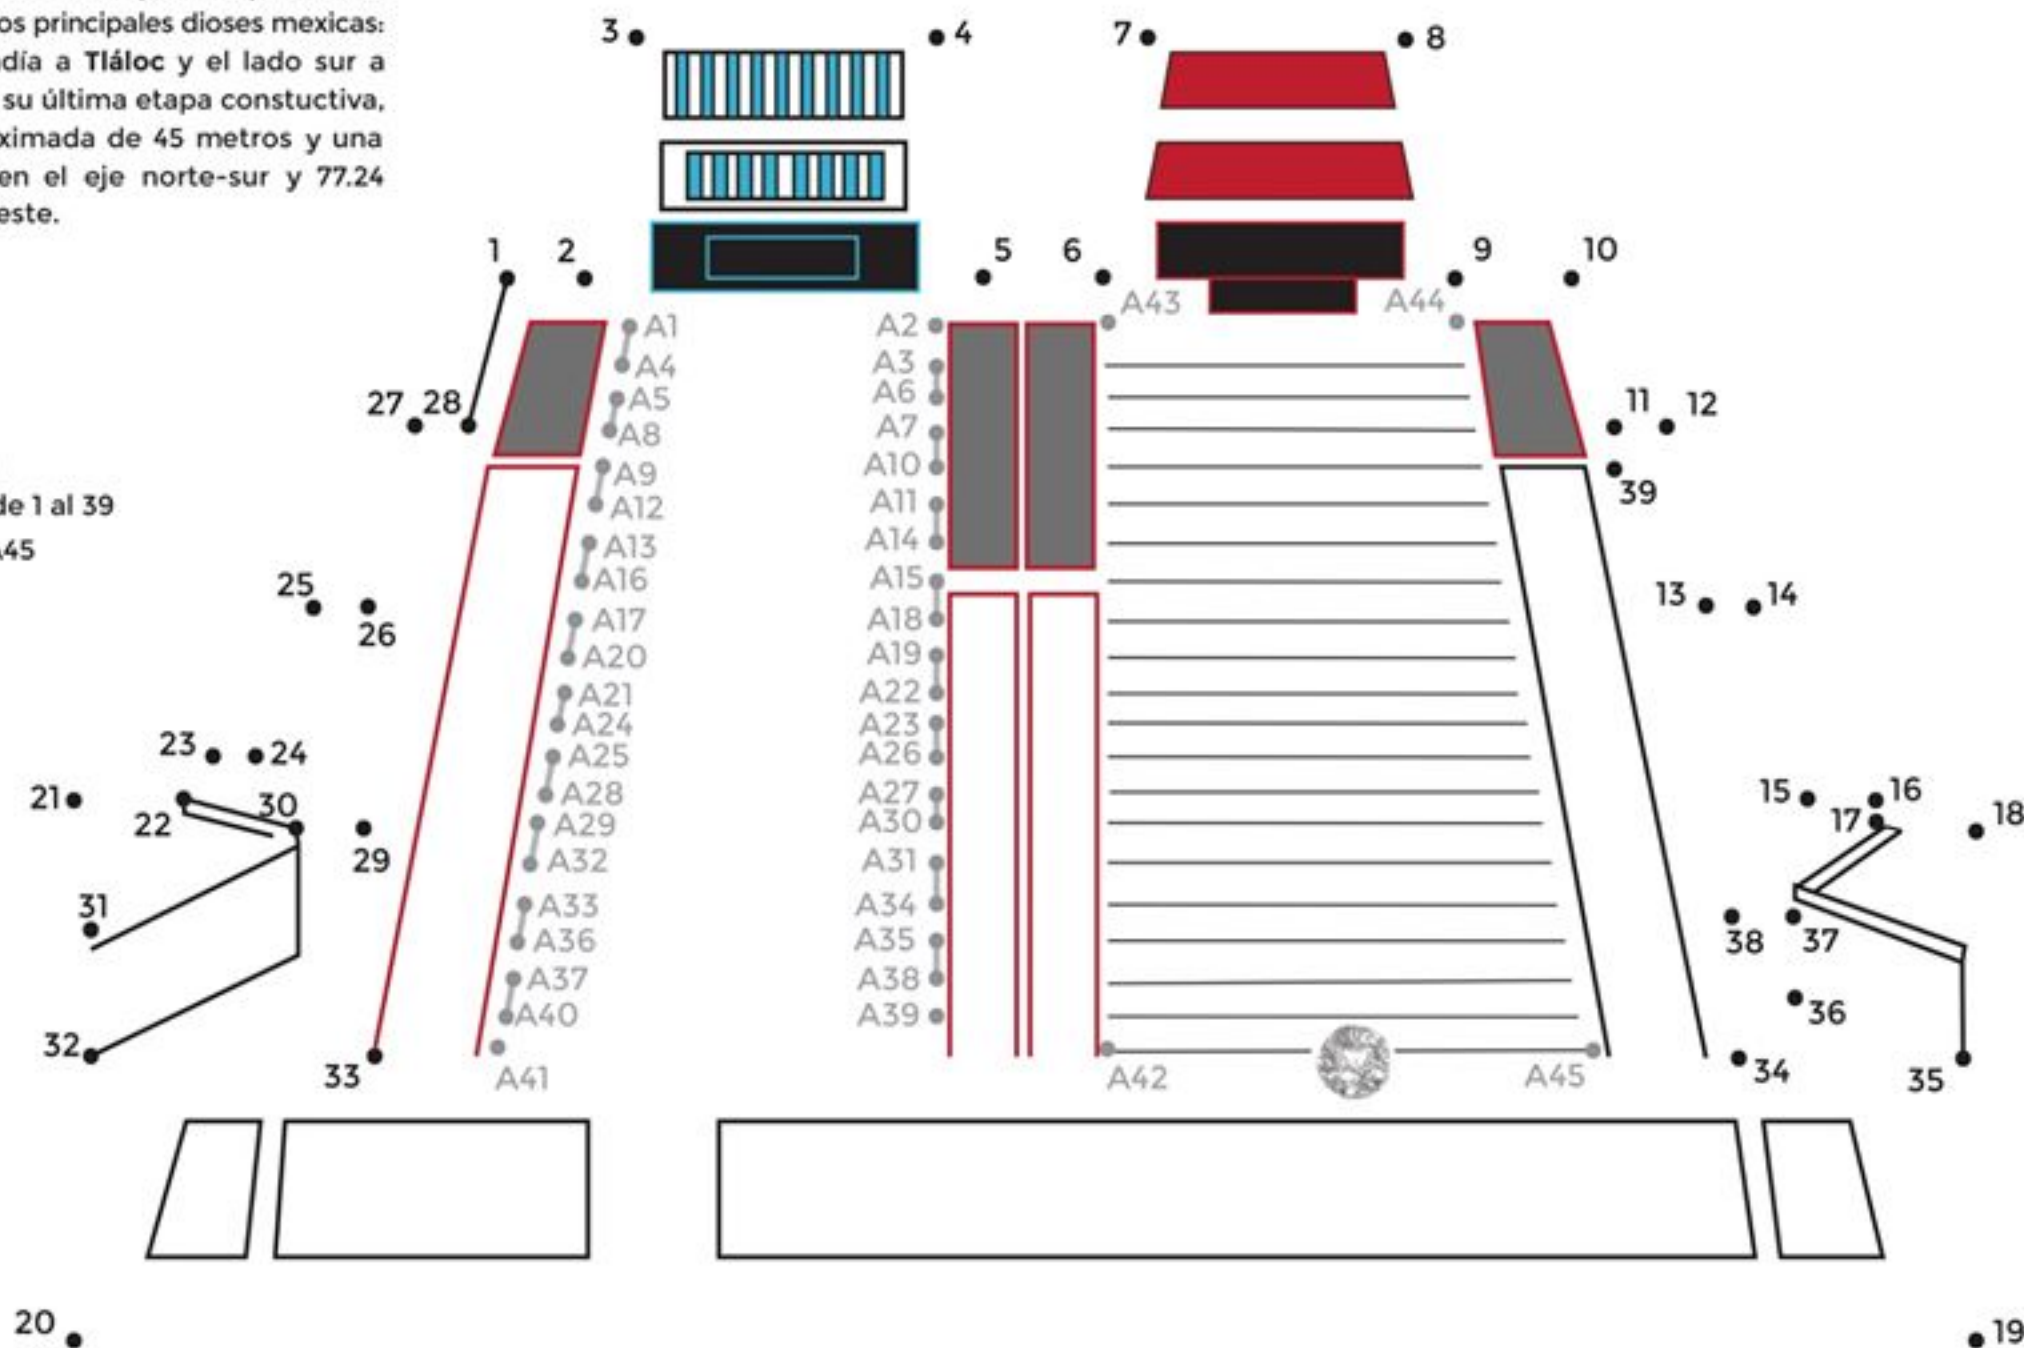 os principales dioses mexicas:
día a Tláloc y el lado sur a
su última etapa constuctiva,
ximada de 45 metros y una
en el eje norte-sur y 77.24
este.
de 1 al 39
A45
3 4 7 8
1 2 5 6 9 10
A43 A44
A1 A2
A4 A3
A5 A6
27 28 11 12
A8 A7
A9 A10
39
A12 A11
A13 A14
A16 A15
25 13 14
26
A17 A18
A20 A19
A21 A22
A24 A23
23 24
A25 A26
21 22 30 15 16
A28 A27
17 18
A29 A30
29
A32 A31
31
A33 A34
A36 A35
38 37
A37 A38
36
A40 A39
32 33 34 35
A41 A42 A45
20 19